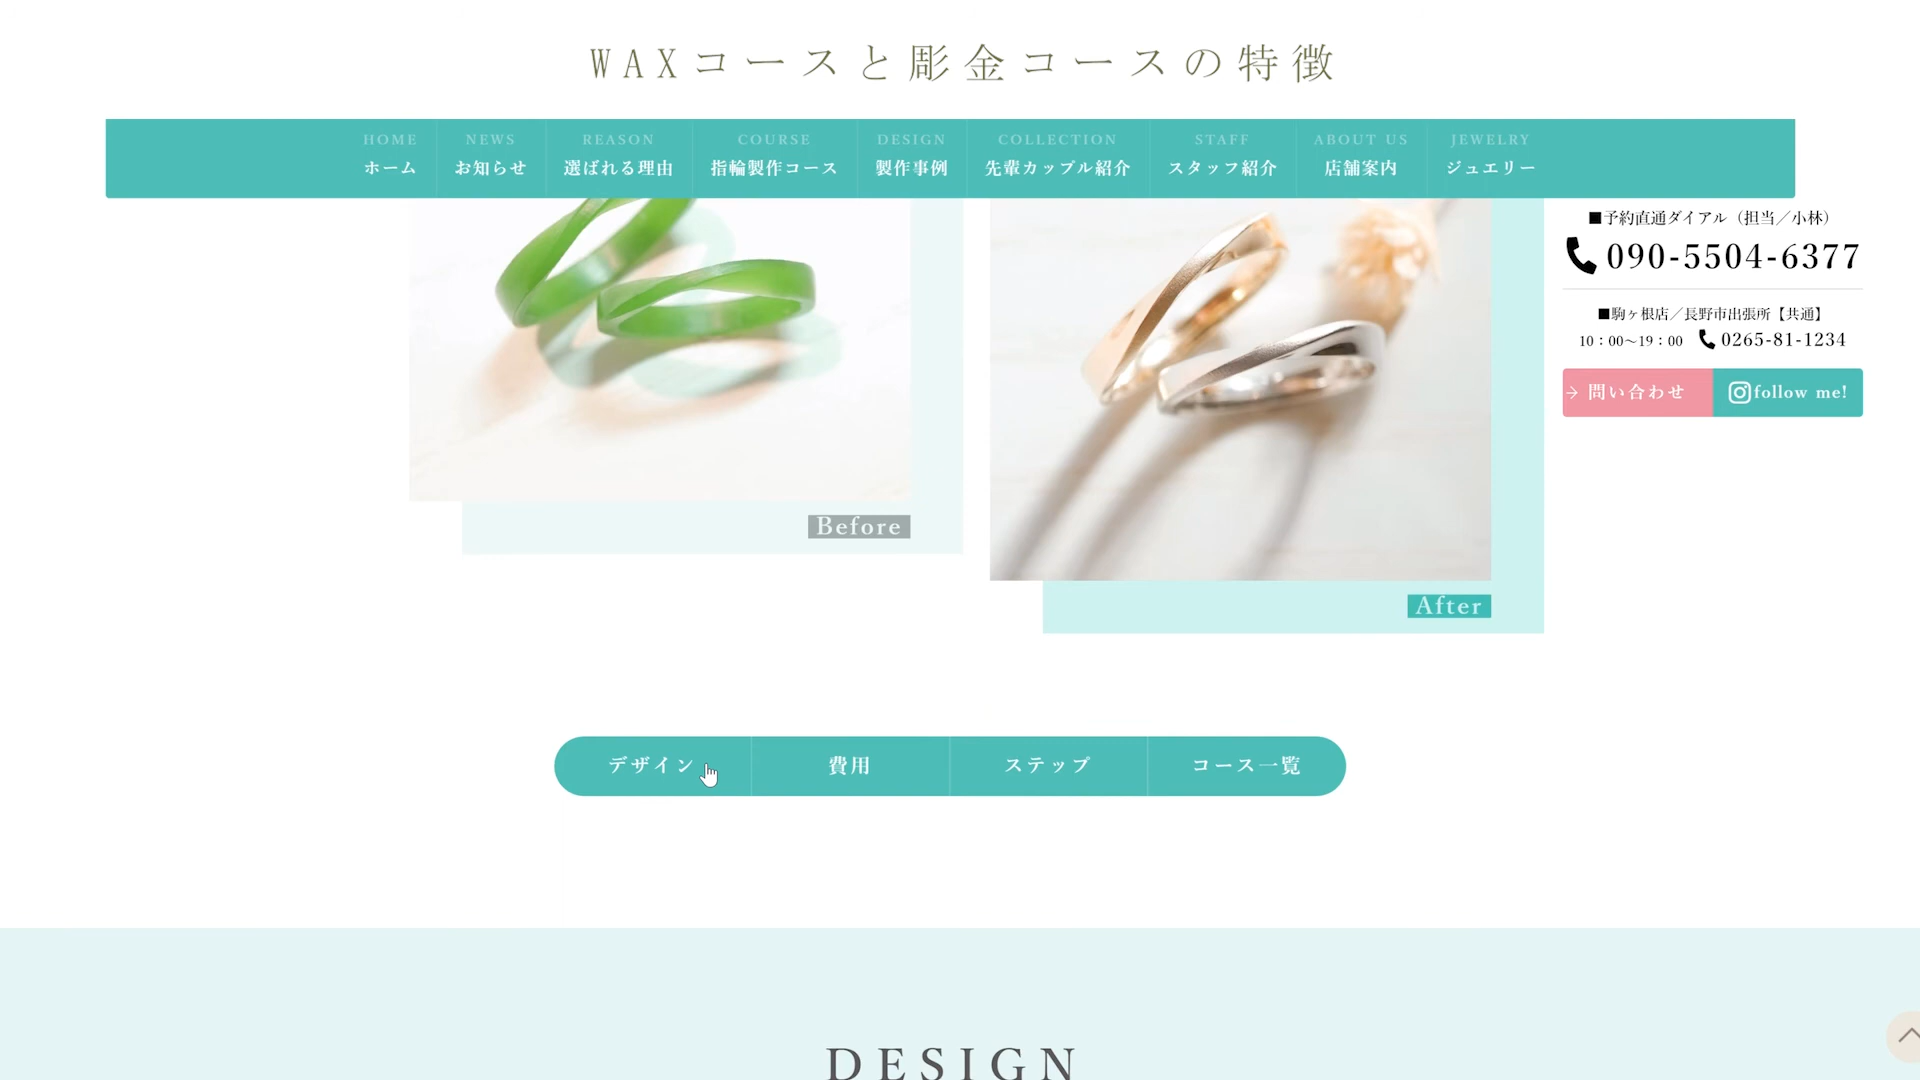 WAXコースと彫金コースの特徴
HOME
ホーム
NEWS
お知らせ
REASON
選ばれる理由
COURSE
指輪製作コース
DESIGN
製作事例
COLLECTION
先輩カップル紹介
STAFF
スタッフ紹介
ABOUT US
店舗案内
JEWELRY
ジュエリー
■予約直通ダイアル（担当／小林）
090-5504-6377
■駒ヶ根店／長野市出張所【共通】
10：00～19：00 0265-81-1234
問い合わせ
follow me!
Before
After
デザイン
費用
ステップ
コース一覧
DESIGN